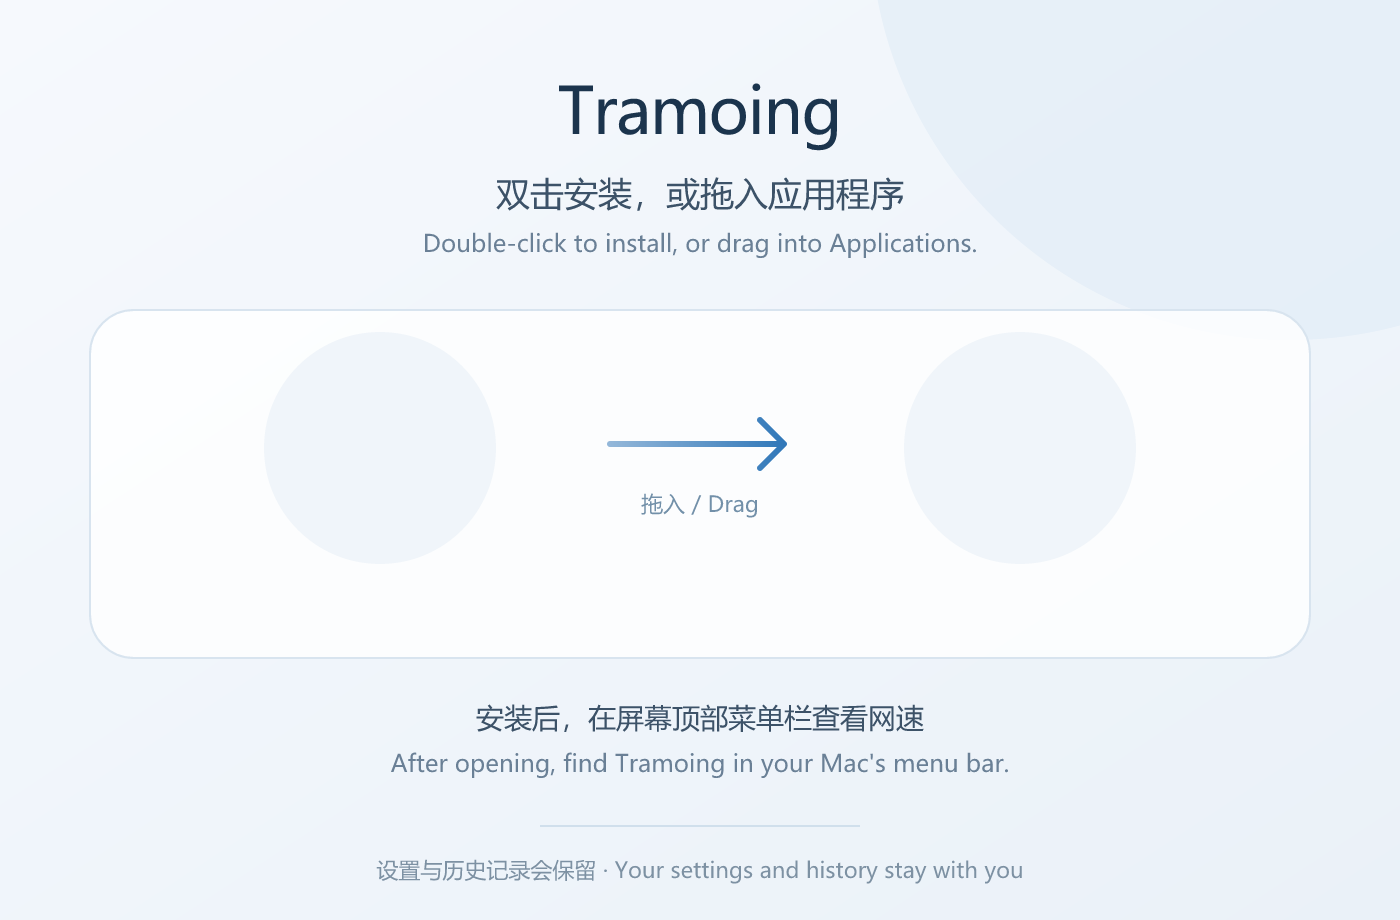 Tramoing
双击安装，或拖入应用程序
Double-click to install, or drag into Applications.
拖入 / Drag
安装后，在屏幕顶部菜单栏查看网速
After opening, find Tramoing in your Mac's menu bar.
设置与历史记录会保留 · Your settings and history stay with you